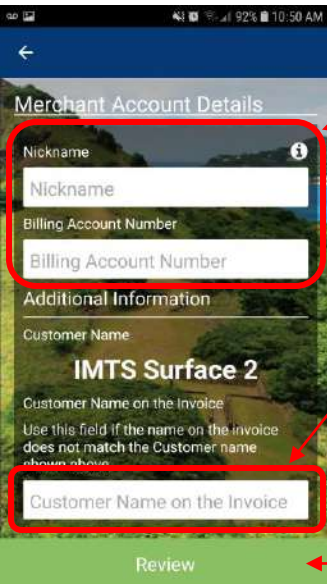 92% 10:50 AM
Merchant Account Details
Nickname
Nickname
Billing Account Number
Billing Account Number
Additional Information
Customer Name
IMTS Surface 2
Customer Name on the Invoice
Use this field if the name on the invoice
does not match the Customer name
shown above
Customer Name on the Invoice
Review